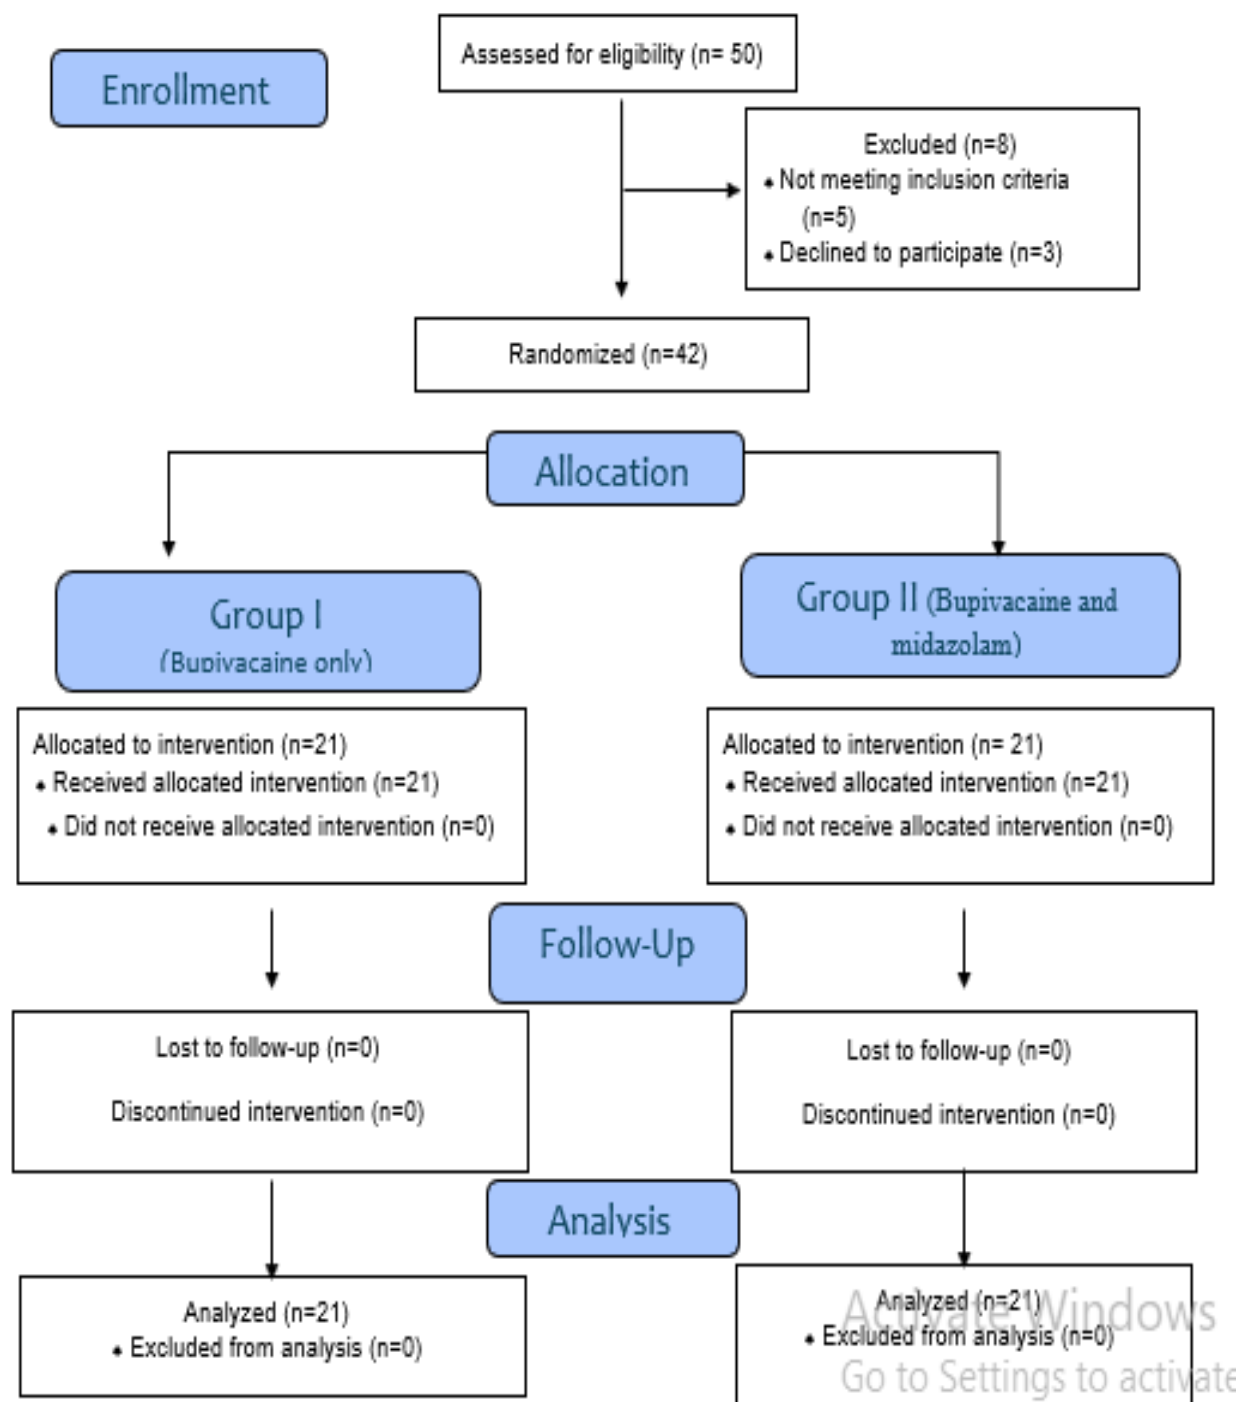 Assessed for eligibility (n= 50)
Enrollment
Excluded (n=8)
♠ Not meeting inclusion criteria
(n=5)
♠ Declined to participate (n=3)
Randomized (n=42)
Allocation
Group I
(Bupivacaine only)
Group II (Bupivacaine and
midazolam)
Allocated to intervention (n=21)
♠ Received allocated intervention (n=21)
♠ Did not receive allocated intervention (n=0)
Allocated to intervention (n= 21)
♠ Received allocated intervention (n=21)
♠ Did not receive allocated intervention (n=0)
Follow-Up
Lost to follow-up (n=0)
Discontinued intervention (n=0)
Lost to follow-up (n=0)
Discontinued intervention (n=0)
Analysis
Analyzed (n=21)
♠ Excluded from analysis (n=0)
Analyzed (n=21)
♠ Excluded from analysis (n=0)
Activate Windows
Go to Settings to activate